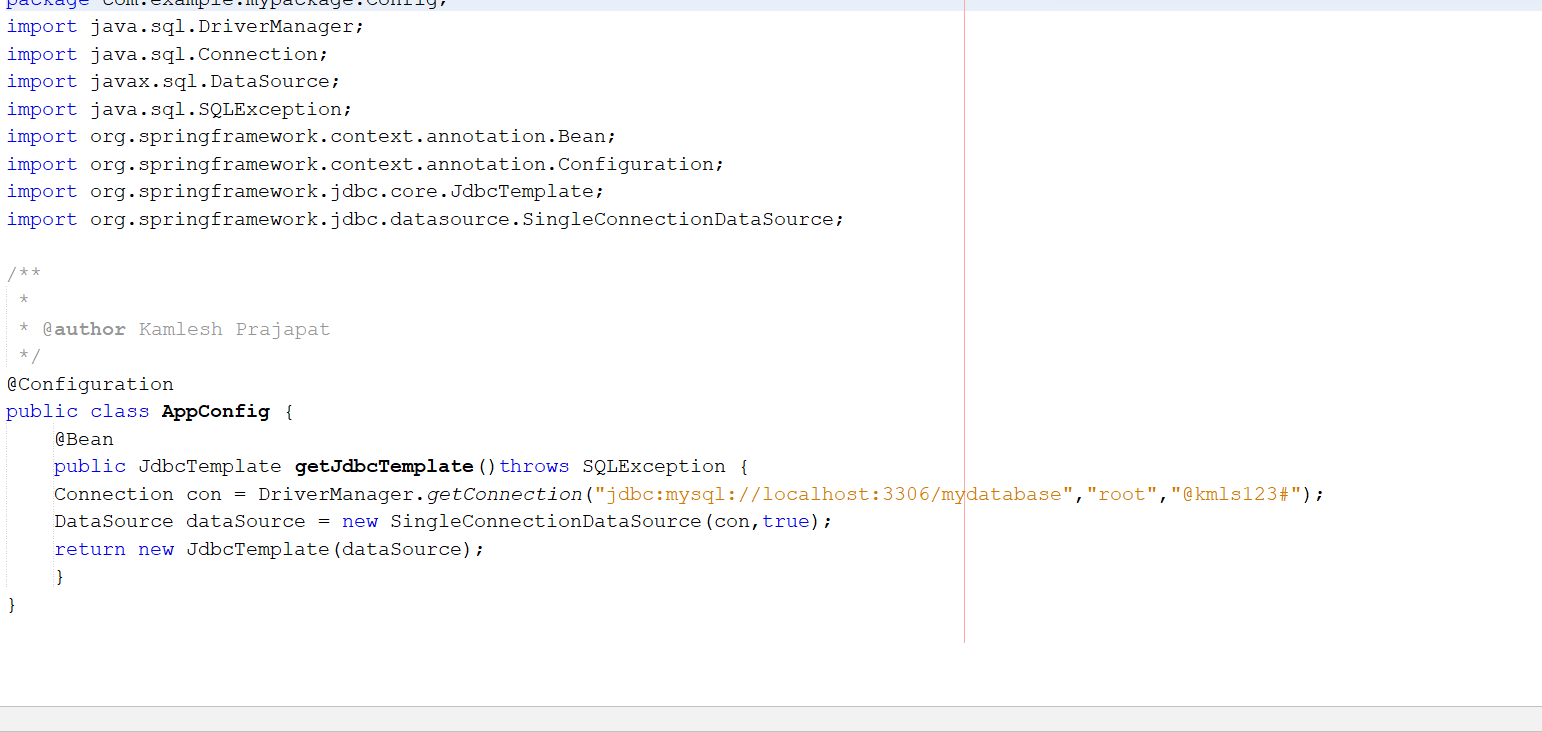 package com.example.mypackage.Config;
import java.sql.DriverManager;
import java.sql.Connection;
import javax.sql.DataSource;
import java.sql.SQLException;
import org.springframework.context.annotation.Bean;
import org.springframework.context.annotation.Configuration;
import org.springframework.jdbc.core.JdbcTemplate;
import org.springframework.jdbc.datasource.SingleConnectionDataSource;
/**
 *
 * @author Kamlesh Prajapat
 */
@Configuration
public class AppConfig {
    @Bean
    public JdbcTemplate getJdbcTemplate()throws SQLException {
    Connection con = DriverManager.getConnection("jdbc:mysql://localhost:3306/mydatabase","root","@kmls123#");
    DataSource dataSource = new SingleConnectionDataSource(con,true);
    return new JdbcTemplate(dataSource);
    }
}